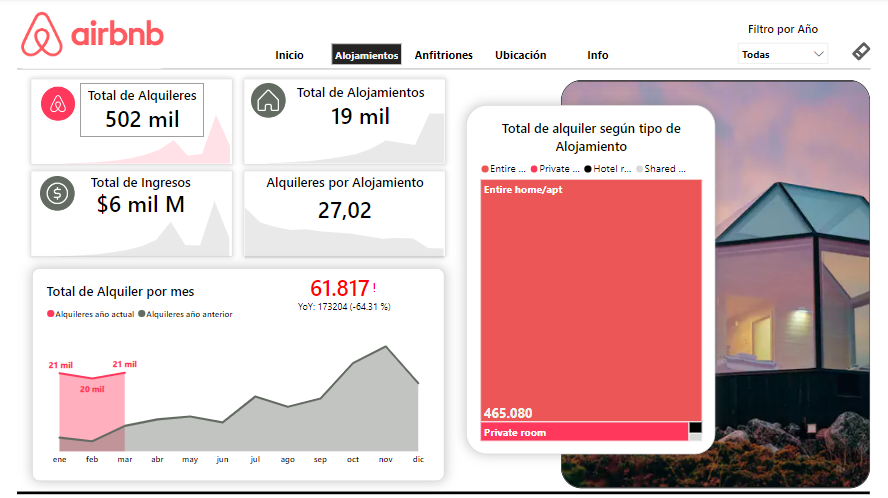 airbnb
Filtro por Año
Inicio
Alojamientos
Anfitriones
Ubicación
Info
Todas
Total de Alquileres
502 mil
Total de Alojamientos
19 mil
Total de Ingresos
$6 mil M
Alquileres por Alojamiento
27,02
Total de Alquiler por mes
61.817 !
YoY: 173204 (-64.31 %)
Alquileres año actual
Alquileres año anterior
21 mil
20 mil
21 mil
ene
feb
mar
abr
may
jun
jul
ago
sep
oct
nov
dic
Total de alquiler según tipo de
Alojamiento
Entire ...
Private ...
Hotel r...
Shared ...
Entire home/apt
465.080
Private room